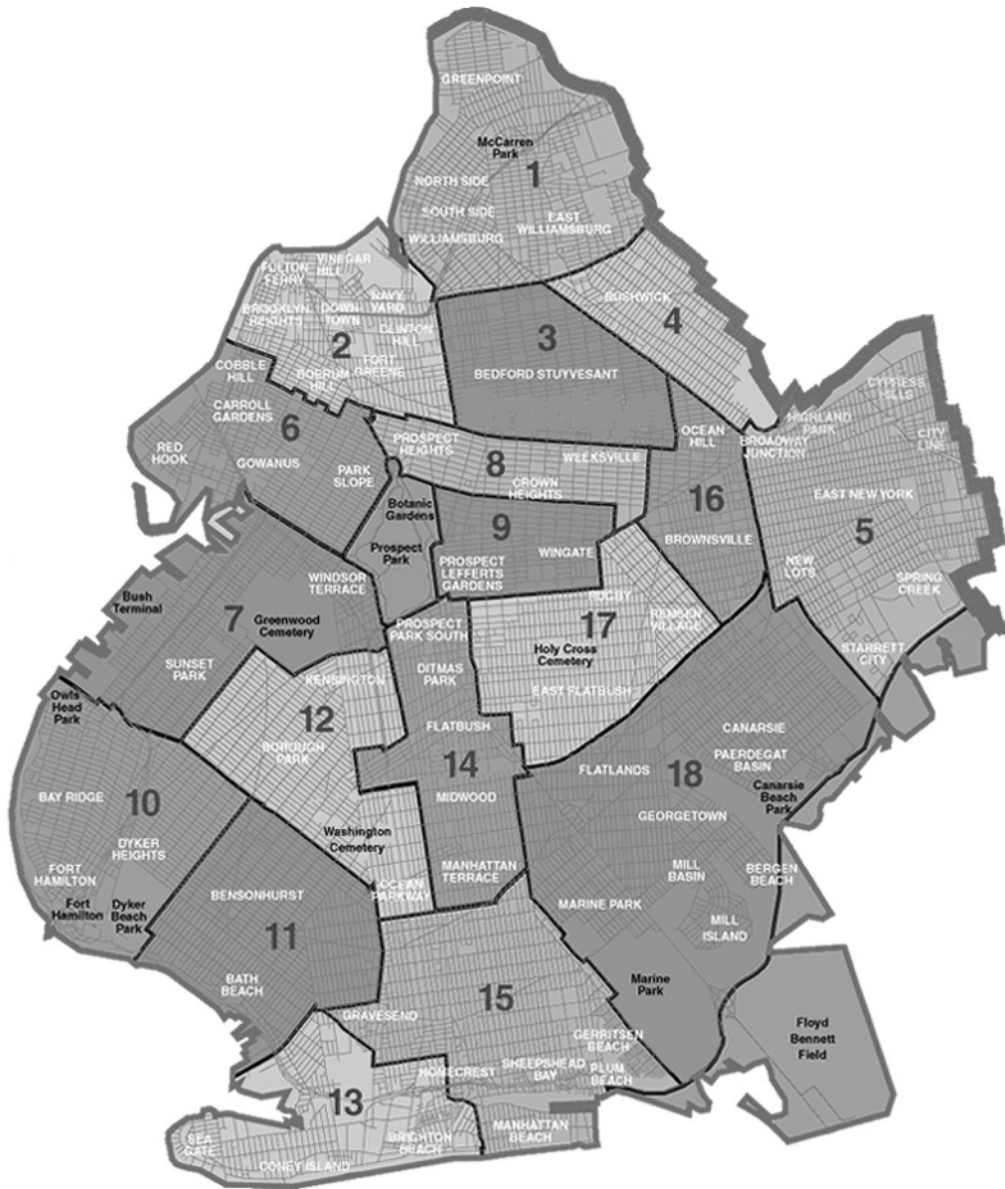 GREENPOINT
McCarren
Park
1
NORTH SIDE
SOUTH SIDE
EAST
WILLIAMSBURG
WILLIAMSBURG
VINEGAR
HILL
FULTON
FERRY
NAVY
YARD
BROOKLYN
HEIGHTS
DOWN-
TOWN
CLINTON
HILL
2
FORT
GREENE
BOERUM
HILL
BUSHWICK
4
3
BEDFORD STUYVESANT
COBBLE
HILL
CARROLL
GARDENS
6
RED
HOOK
GOWANUS
PARK
SLOPE
PROSPECT
HEIGHTS
8
WEEKSVILLE
CROWN
HEIGHTS
OCEAN
HILL
16
BROWNSVILLE
CYPRESS
HILLS
HIGHLAND
PARK
BROADWAY
JUNCTION
CITY
LINE
EAST NEW YORK
5
NEW
LOTS
SPRING
CREEK
STARRETT
CITY
Botanic
Gardens
Prospect
Park
9
WINGATE
PROSPECT
LEFFERTS
GARDENS
Bush
Terminal
7
WINDSOR
TERRACE
Greenwood
Cemetery
SUNSET
PARK
PROSPECT
PARK SOUTH
RUGBY
17
REMSEN
VILLAGE
Holy Cross
Cemetery
EAST FLATBUSH
DITMAS
PARK
FLATBUSH
14
MIDWOOD
MANHATTAN
TERRACE
KENSINGTON
12
BOROUGH
PARK
Washington
Cemetery
OCEAN
PARKWAY
Owls
Head
Park
BAY RIDGE
10
DYKER
HEIGHTS
FORT
HAMILTON
Fort
Hamilton
Dyker
Beach
Park
BENSONHURST
11
BATH
BEACH
CANARSIE
FLATLANDS
18
PAERDEGAT
BASIN
Canarsie
Beach
Park
GEORGETOWN
MILL
BASIN
BERGEN
BEACH
MARINE PARK
MILL
ISLAND
Marine
Park
Floyd
Bennett
Field
15
GRAVESEND
GERRITSEN
BEACH
HOMECREST
SHEEPSHEAD
BAY
PLUM
BEACH
MANHATTAN
BEACH
13
SEA
GATE
CONEY ISLAND
BRIGHTON
BEACH